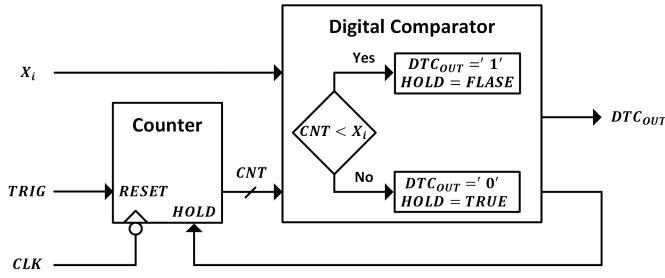 Digital Comparator
Yes
DTC_OUT =' 1'
HOLD = FLASE
X_i
CNT < X_i
DTC_OUT
Counter
CNT
No
TRIG
RESET
DTC_OUT =' 0'
HOLD = TRUE
HOLD
CLK